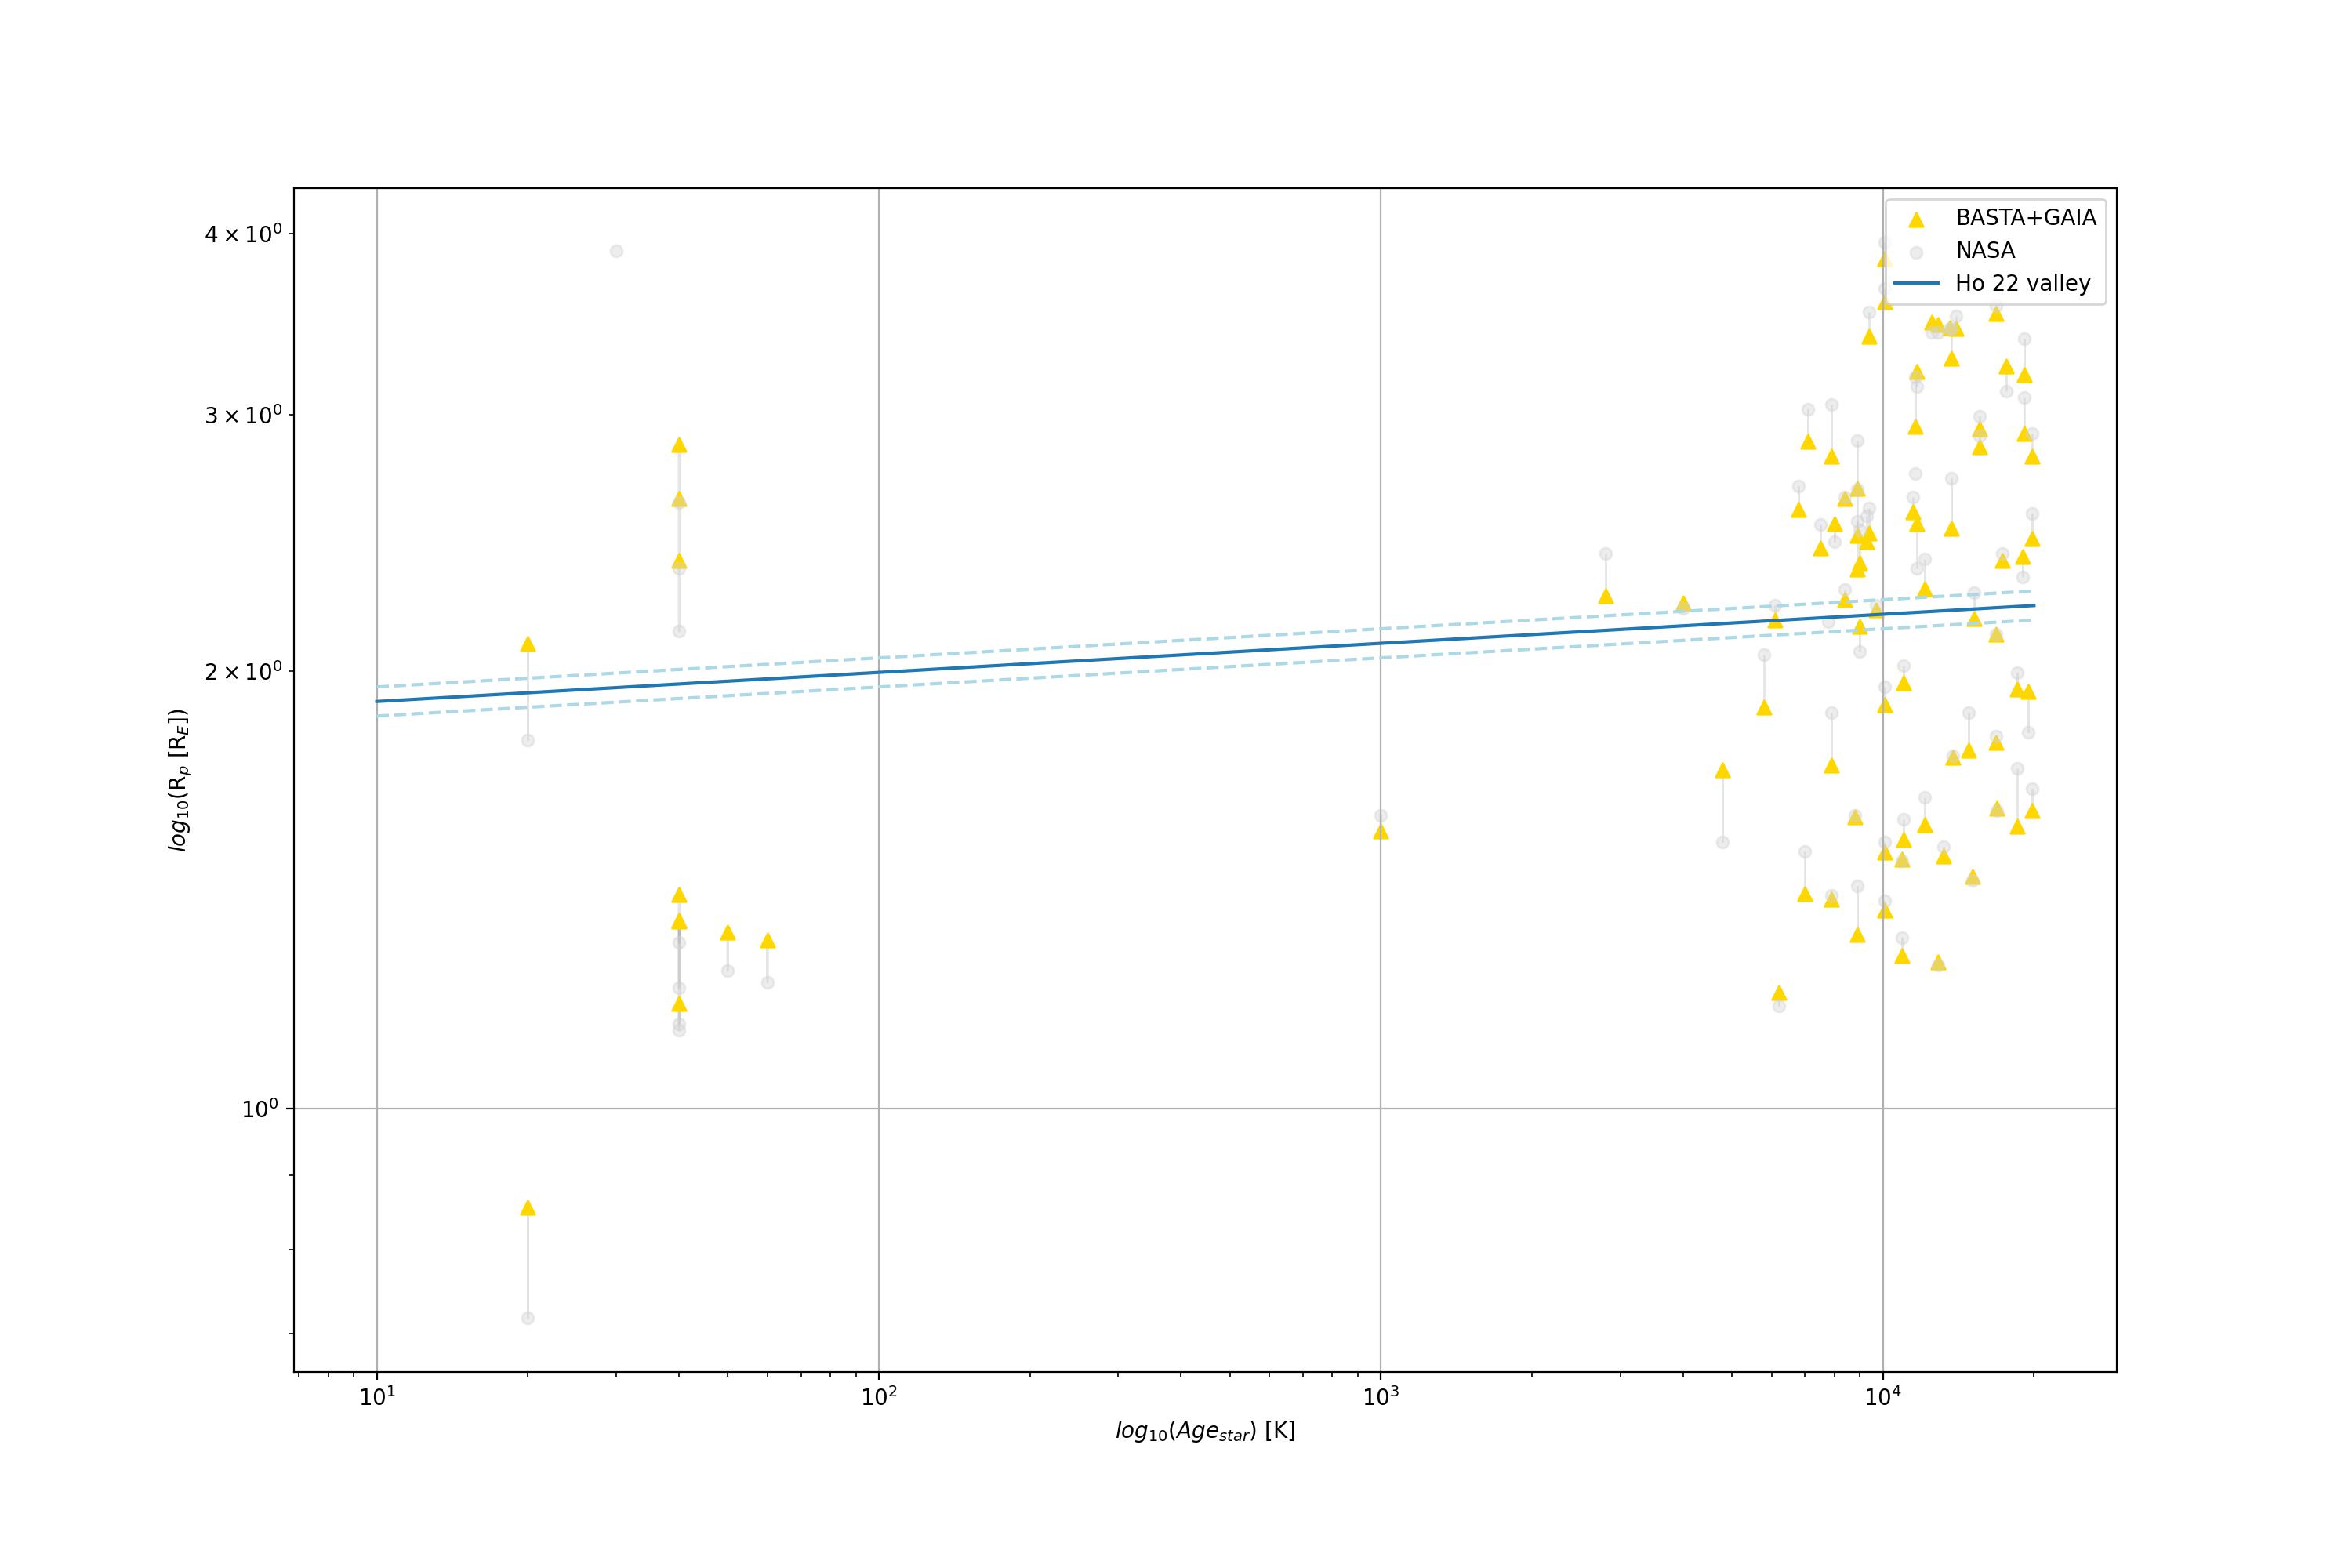 BASTA+GAIA
NASA
Ho 22 valley
4 × 10⁰
3 × 10⁰
2 × 10⁰
10⁰
log₁₀(Rₚ [R_E])
10¹ 10² 10³ 10⁴
log₁₀(Age_star) [K]